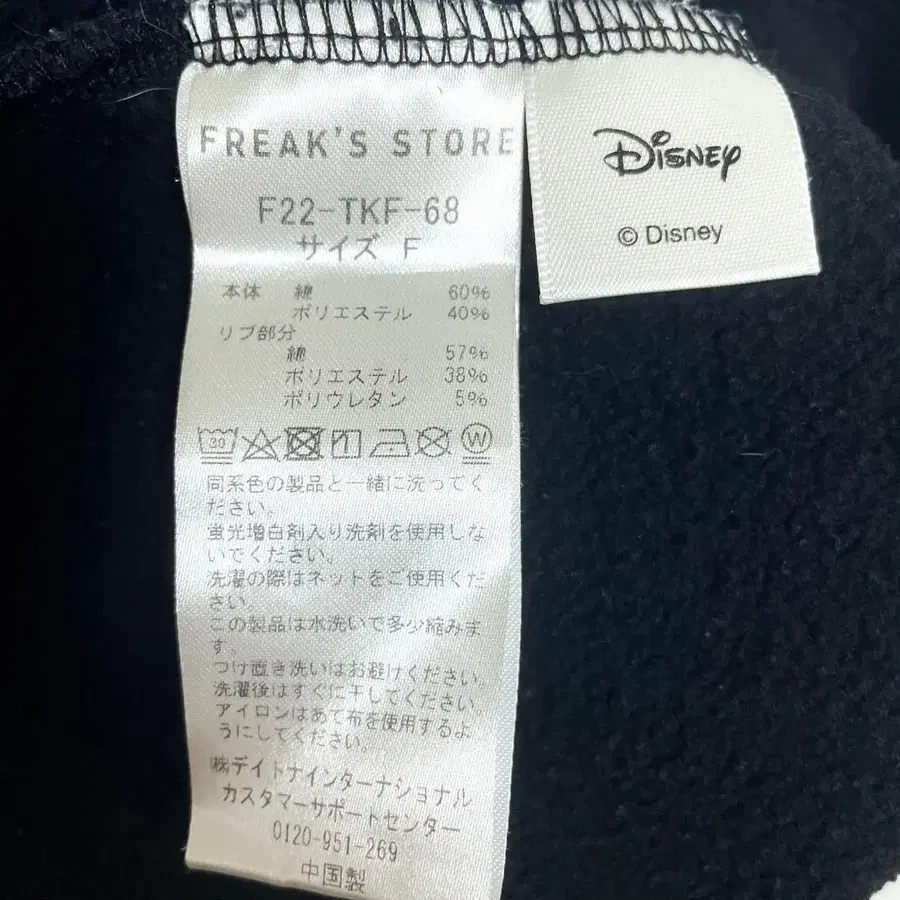 FREAK'S STORE
F22-TKF-68
サイズ F
本体 綿 60%
ポリエステル 40%
リブ部分
綿 57%
ポリエステル 38%
ポリウレタン 5%
30
W
同系色の製品と一緒に洗ってく
ださい。
蛍光増白剤入り洗剤を使用しな
いでください。
洗濯の際はネットをご使用くだ
さい。
この製品は水洗いで多少縮みま
す。
つけ置き洗いはお避けください。
洗濯後はすぐに干してください。
アイロンはあて布を使用するよ
うにしてください。
㈱デイトナインターナショナル
カスタマーサポートセンター
0120-951-269
中国製
Disney
© Disney